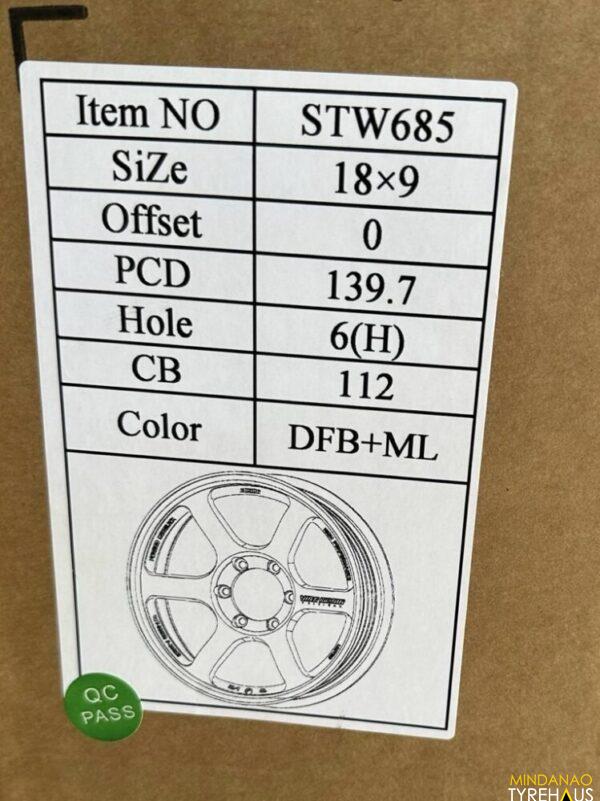 Item NO STW685
SiZe 18×9
Offset 0
PCD 139.7
Hole 6(H)
CB 112
Color DFB+ML
QC
PASS
MINDANAO
TYREHAUS